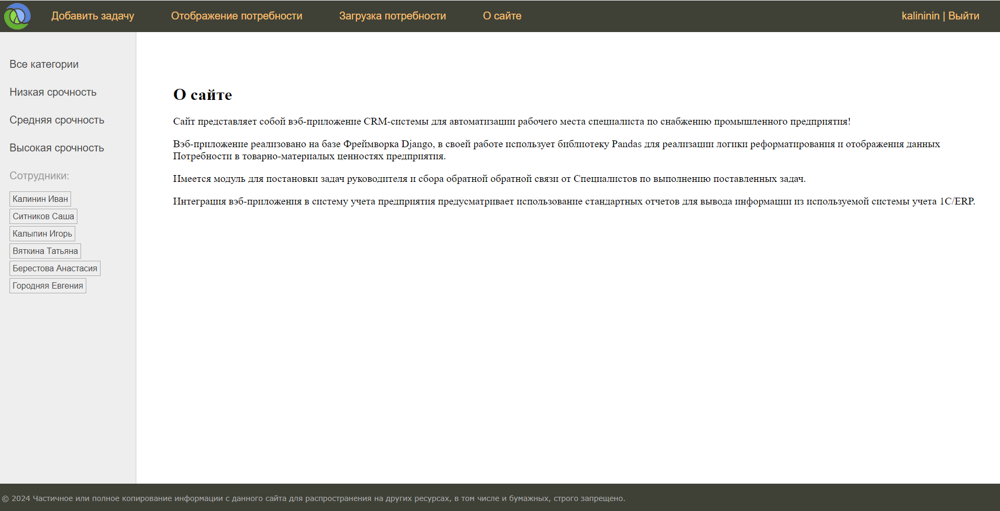 Добавить задачу
Отображение потребности
Загрузка потребности
О сайте
kalininin | Выйти
Все категории
Низкая срочность
Средняя срочность
Высокая срочность
Сотрудники:
Калинин Иван
Ситников Саша
Калыпин Игорь
Вяткина Татьяна
Берестова Анастасия
Городняя Евгения
О сайте
Сайт представляет собой вэб-приложение CRM-системы для автоматизации рабочего места специалиста по снабжению промышленного предприятия!
Вэб-приложение реализовано на базе Фреймворка Django, в своей работе использует библиотеку Pandas для реализации логики реформатирования и отображения данных
Потребности в товарно-материалых ценностях предприятия.
Имеется модуль для постановки задач руководителя и сбора обратной обратной связи от Специалистов по выполнению поставленных задач.
Интеграция вэб-приложения в систему учета предприятия предусматривает использование стандартных отчетов для вывода информации из используемой системы учета 1С/ERP.
© 2024 Частичное или полное копирование информации с данного сайта для распространения на других ресурсах, в том числе и бумажных, строго запрещено.